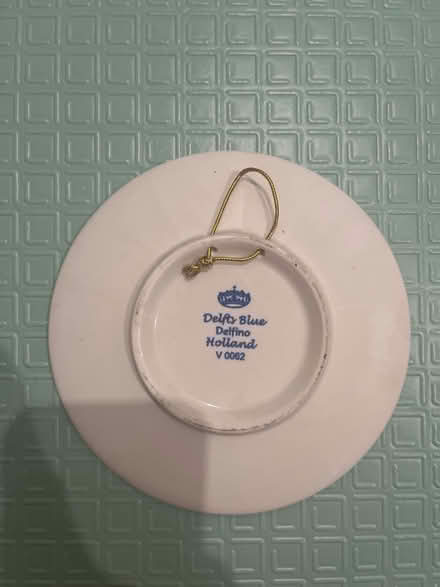 Delfts Blue
Delfino
Holland
V 0062